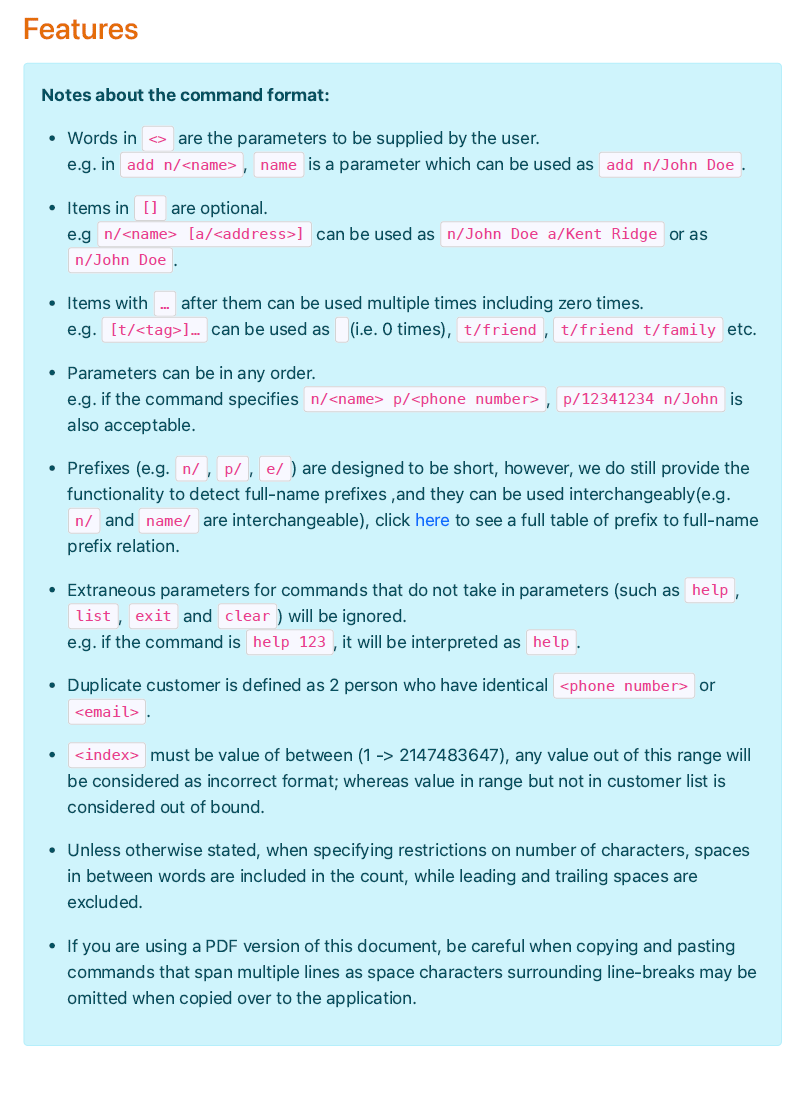 Features
Notes about the command format:
• Words in <> are the parameters to be supplied by the user.
e.g. in add n/<name>, name is a parameter which can be used as add n/John Doe.
• Items in [] are optional.
e.g n/<name> [a/<address>] can be used as n/John Doe a/Kent Ridge or as
n/John Doe.
• Items with … after them can be used multiple times including zero times.
e.g. [t/<tag>]… can be used as   (i.e. 0 times), t/friend, t/friend t/family etc.
• Parameters can be in any order.
e.g. if the command specifies n/<name> p/<phone number>, p/12341234 n/John is
also acceptable.
• Prefixes (e.g. n/, p/, e/) are designed to be short, however, we do still provide the
functionality to detect full-name prefixes ,and they can be used interchangeably(e.g.
n/ and name/ are interchangeable), click here to see a full table of prefix to full-name
prefix relation.
• Extraneous parameters for commands that do not take in parameters (such as help,
list, exit and clear) will be ignored.
e.g. if the command is help 123, it will be interpreted as help.
• Duplicate customer is defined as 2 person who have identical <phone number> or
<email>.
• <index> must be value of between (1 -> 2147483647), any value out of this range will
be considered as incorrect format; whereas value in range but not in customer list is
considered out of bound.
• Unless otherwise stated, when specifying restrictions on number of characters, spaces
in between words are included in the count, while leading and trailing spaces are
excluded.
• If you are using a PDF version of this document, be careful when copying and pasting
commands that span multiple lines as space characters surrounding line-breaks may be
omitted when copied over to the application.